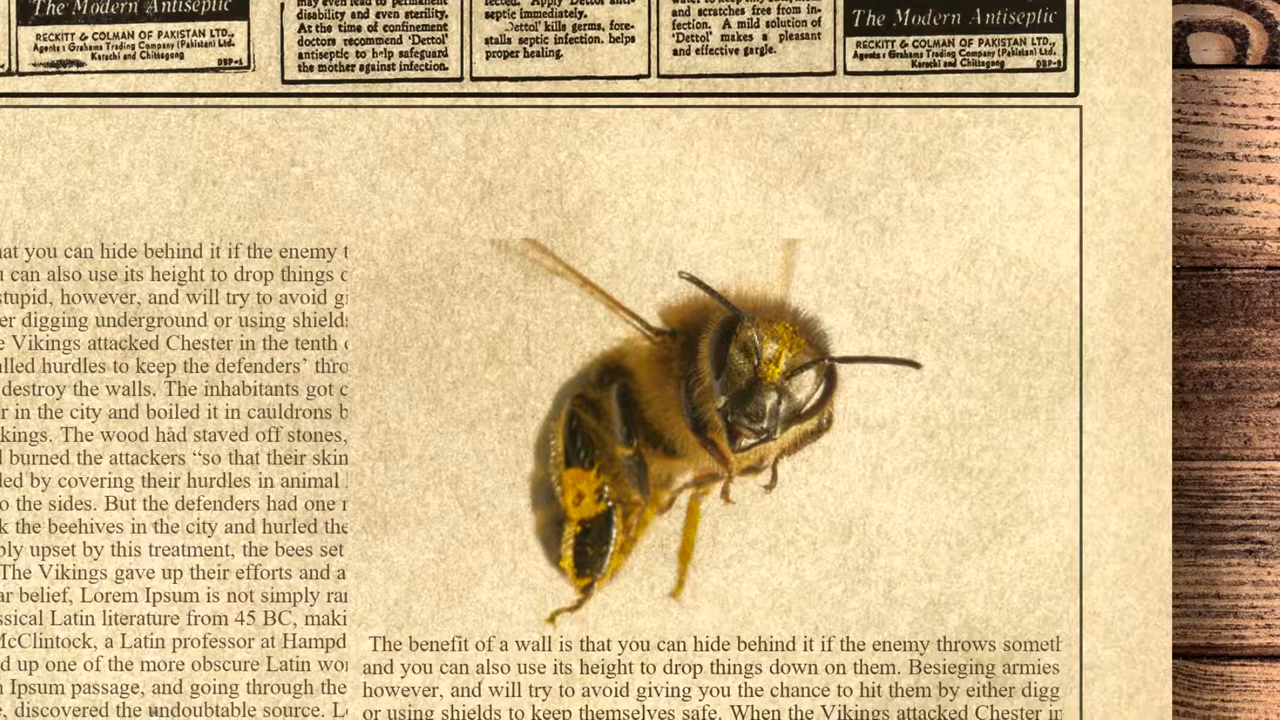 The Modern Antiseptic
RECKITT & COLMAN OF PAKISTAN LTD.,
Agents : Grahams Trading Company (Pakistan) Ltd.
Karachi and Chittagong
DSP-1
may even lead to permanent
disability and even sterility.
At the time of confinement
doctors recommend 'Dettol'
antiseptic to help safeguard
the mother against infection.
septic immediately.
Dettol' kills germs, fore-
stalls septic infection. helps
proper healing.
and scratches free from in-
fection. A mild solution of
'Dettol' makes a pleasant
and effective gargle.
The Modern Antiseptic
RECKITT & COLMAN OF PAKISTAN LTD.,
Agents : Grahams Trading Company (Pakistan) Ltd.
Karachi and Chittagong
hat you can hide behind it if the enemy t
u can also use its height to drop things
stupid, however, and will try to avoid gi
er digging underground or using shield
e Vikings attacked Chester in the tenth
alled hurdles to keep the defenders' thro
destroy the walls. The inhabitants got
r in the city and boiled it in cauldrons b
kings. The wood had staved off stones,
burned the attackers “so that their skin
ded by covering their hurdles in animal
o the sides. But the defenders had one
k the beehives in the city and hurled the
bly upset by this treatment, the bees set
The Vikings gave up their efforts and a
ar belief, Lorem Ipsum is not simply ran
ssical Latin literature from 45 BC, maki
McClintock, a Latin professor at Hampd
d up one of the more obscure Latin wor
n Ipsum passage, and going through the
e, discovered the undoubtable source. L
The benefit of a wall is that you can hide behind it if the enemy throws someth
and you can also use its height to drop things down on them. Besieging armies
however, and will try to avoid giving you the chance to hit them by either digg
or using shields to keep themselves safe. When the Vikings attacked Chester in